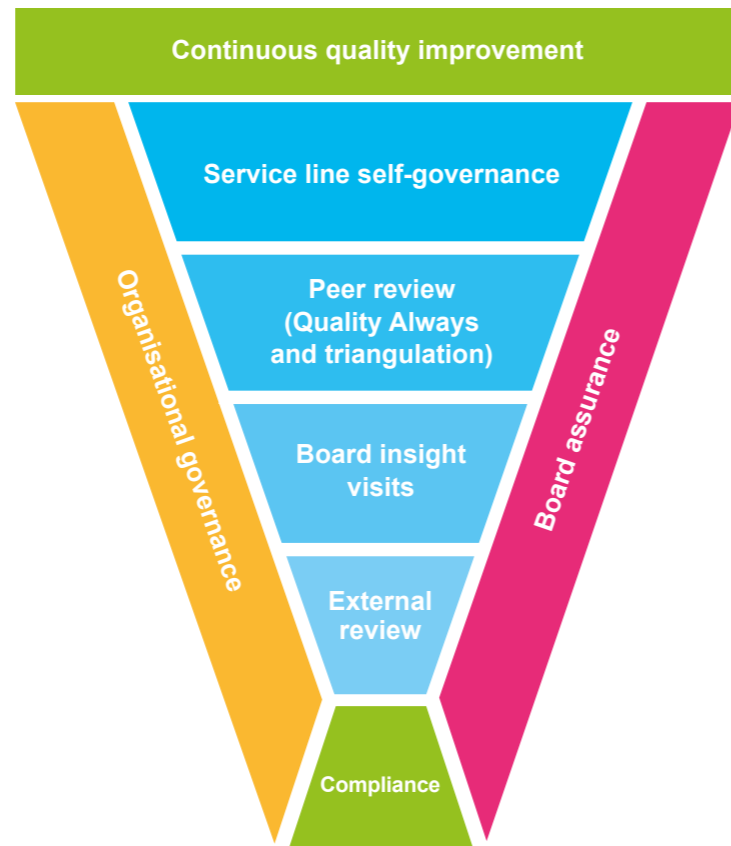 Continuous quality improvement
Service line self-governance
Organisational governance
Peer review
(Quality Always
and triangulation)
Board assurance
Board insight
visits
External
review
Compliance